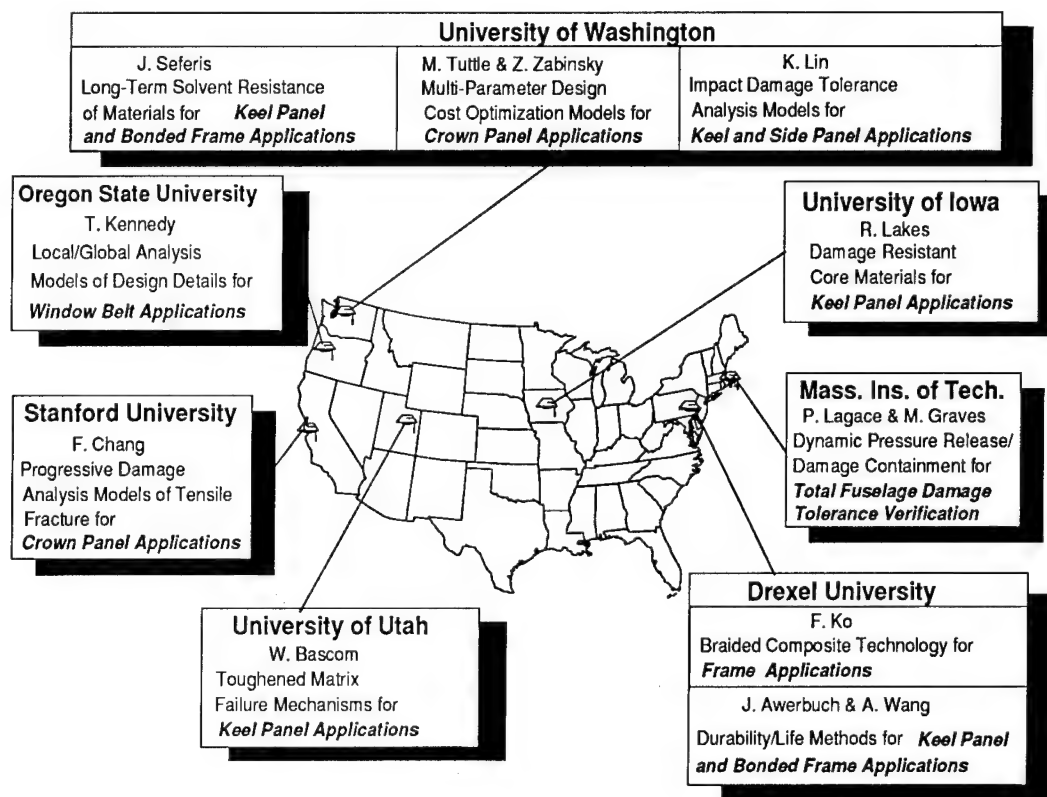 University of Washington
J. Seferis
Long-Term Solvent Resistance
of Materials for Keel Panel
and Bonded Frame Applications
M. Tuttle & Z. Zabinsky
Multi-Parameter Design
Cost Optimization Models for
Crown Panel Applications
K. Lin
Impact Damage Tolerance
Analysis Models for
Keel and Side Panel Applications
Oregon State University
T. Kennedy
Local/Global Analysis
Models of Design Details for
Window Belt Applications
University of Iowa
R. Lakes
Damage Resistant
Core Materials for
Keel Panel Applications
Stanford University
F. Chang
Progressive Damage
Analysis Models of Tensile
Fracture for
Crown Panel Applications
Mass. Ins. of Tech.
P. Lagace & M. Graves
Dynamic Pressure Release/
Damage Containment for
Total Fuselage Damage
Tolerance Verification
University of Utah
W. Bascom
Toughened Matrix
Failure Mechanisms for
Keel Panel Applications
Drexel University
F. Ko
Braided Composite Technology for
Frame Applications
J. Awerbuch & A. Wang
Durability/Life Methods for Keel Panel
and Bonded Frame Applications